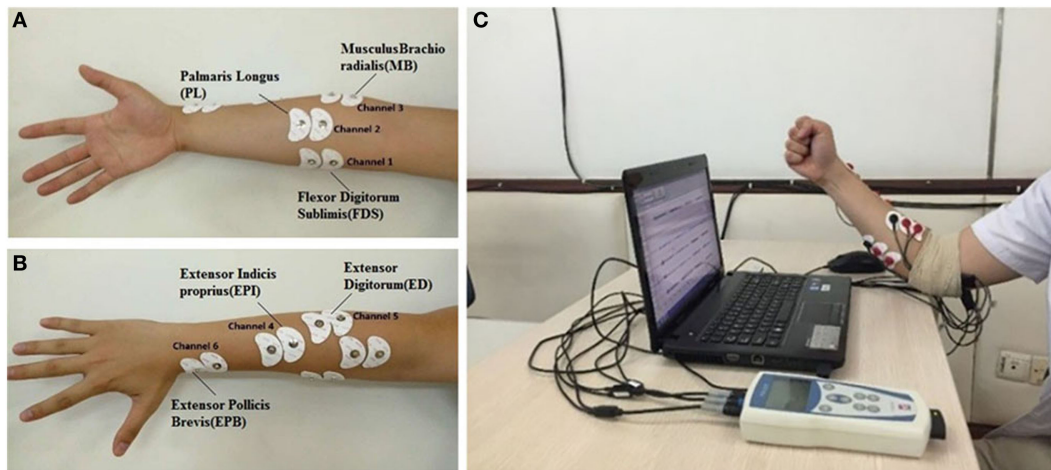 A
MusculusBrachio
radialis(MB)
Palmaris Longus
(PL)
Channel 3
Channel 2
Channel 1
Flexor Digitorum
Sublimis(FDS)
B
Extensor Indicis
proprius(EPI)
Extensor
Digitorum(ED)
Channel 4
Channel 5
Channel 6
Extensor Pollicis
Brevis(EPB)
C